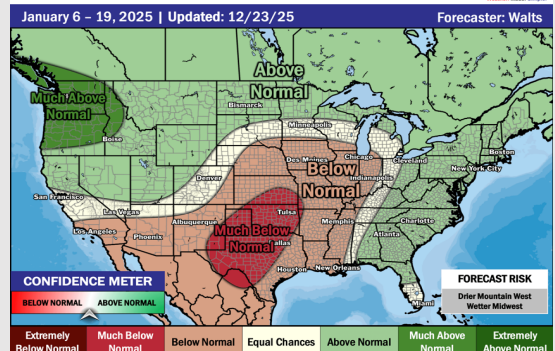 January 6 – 19, 2025 | Updated: 12/23/25
Forecaster: Walts
Above
Normal
Much Above
Normal
Bismarck
Minneapolis
Boise
Boston
Des Moines
Chicago
Cleveland
New York City
Below
Normal
Indianapolis
Denver
San Francisco
Las Vegas
Tulsa
Albuquerque
Memphis
Charlotte
Los Angeles
Phoenix
Much Below
Normal
allas
Atlanta
Houston
New Orleans
Miami
CONFIDENCE METER
BELOW NORMAL
ABOVE NORMAL
FORECAST RISK
Drier Mountain West
Wetter Midwest
Extremely
Below Normal
Much Below
Normal
Below Normal
Equal Chances
Above Normal
Much Above
Normal
Extremely
Above Normal